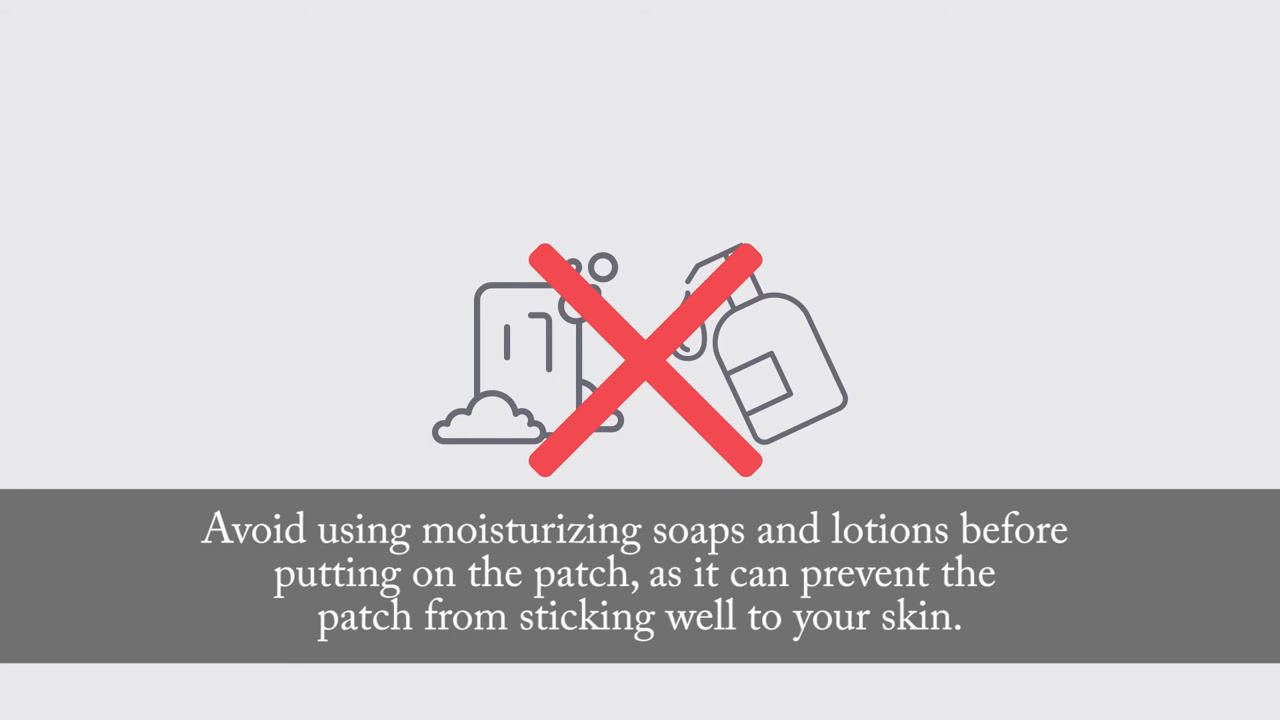 Avoid using moisturizing soaps and lotions before
putting on the patch, as it can prevent the
patch from sticking well to your skin.